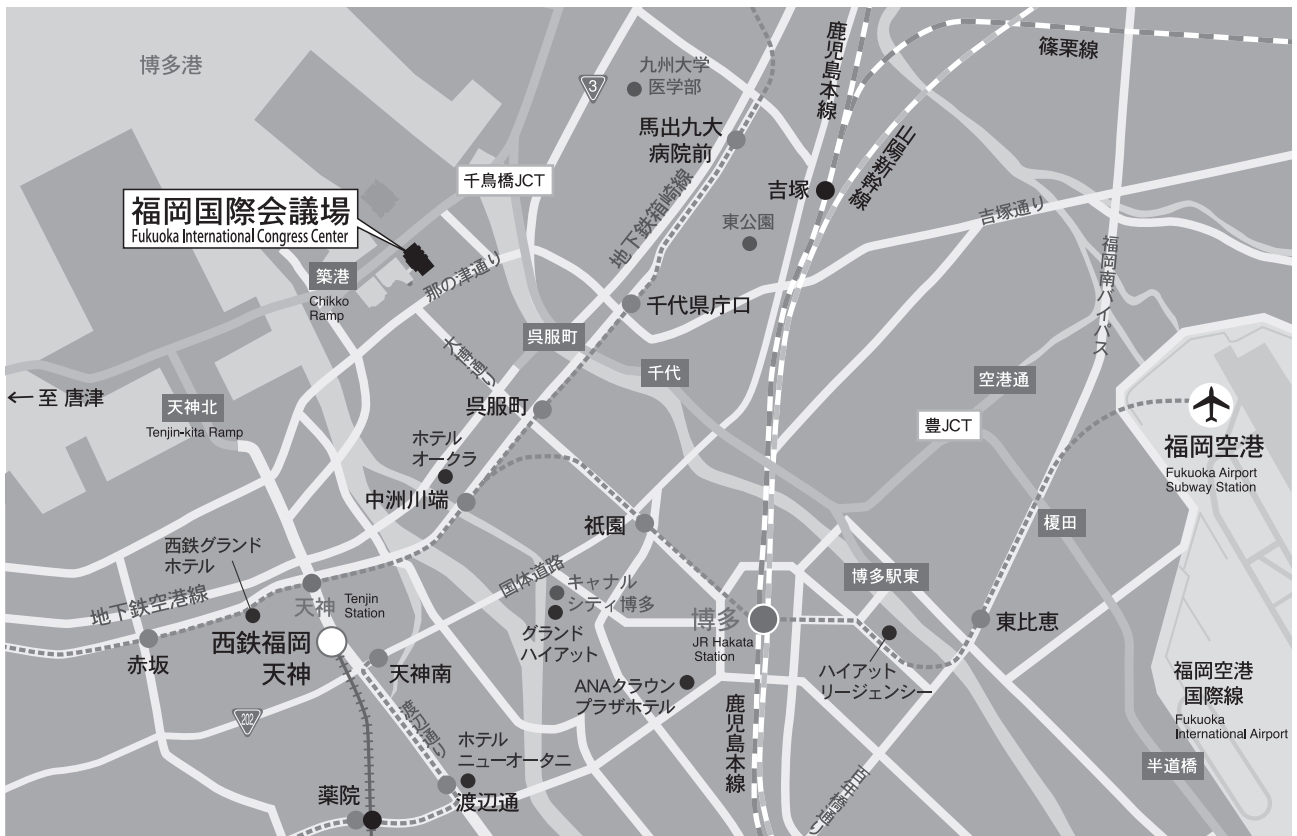 博多港
3
九州大学
医学部
鹿児島本線
篠栗線
馬出九大
病院前
山陽新幹線
千鳥橋JCT
吉塚
福岡国際会議場
Fukuoka International Congress Center
地下鉄箱崎線
東公園
吉塚通り
福岡南バイパス
築港
Chikko
Ramp
那の津通り
千代県庁口
呉服町
大博通り
千代
空港通
← 至 唐津
天神北
Tenjin-kita Ramp
呉服町
ホテル
オークラ
豊JCT
福岡空港
Fukuoka Airport
Subway Station
中洲川端
祇園
榎田
西鉄グランド
ホテル
国体道路
キャナル
シティ博多
博多駅東
地下鉄空港線
天神
Tenjin
Station
グランド
ハイアット
博多
JR Hakata
Station
東比恵
赤坂
西鉄福岡
天神
天神南
ANAクラウン
プラザホテル
ハイアット
リージェンシー
福岡空港
国際線
Fukuoka
International Airport
202
渡辺通り
ホテル
ニューオータニ
鹿児島本線
半道橋
薬院
渡辺通
百年橋通り